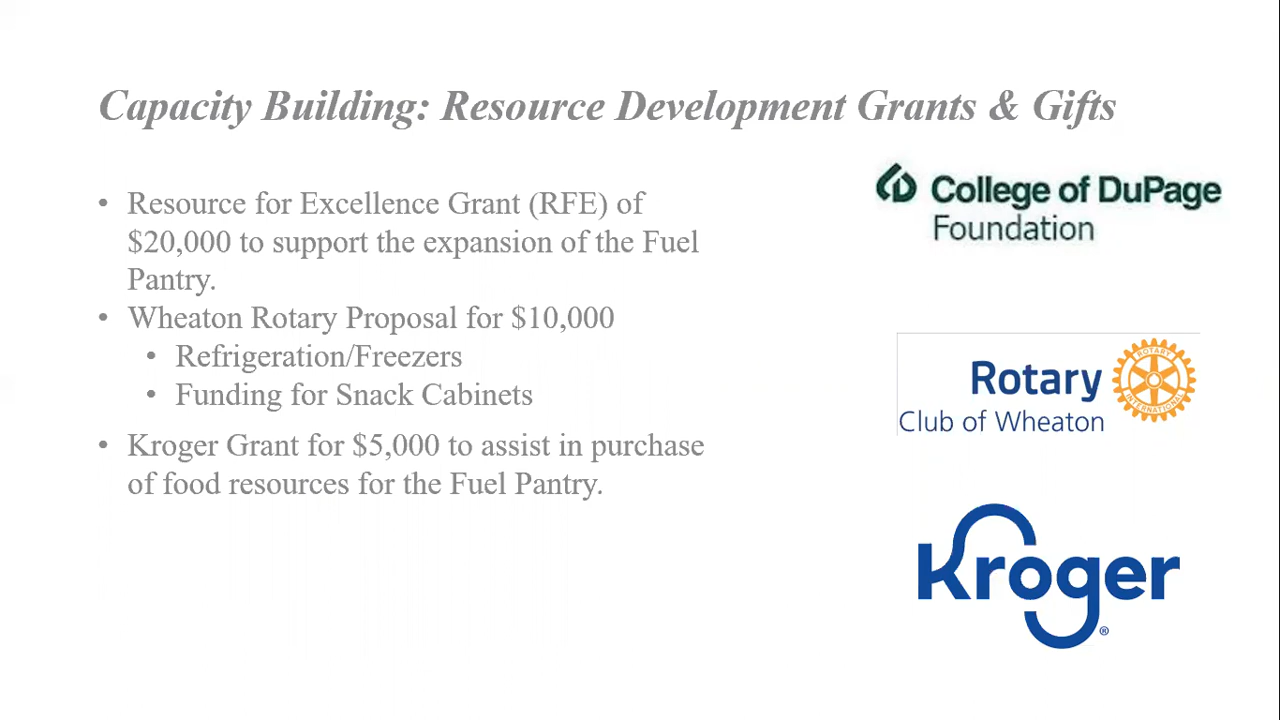 Capacity Building: Resource Development Grants & Gifts
• Resource for Excellence Grant (RFE) of
$20,000 to support the expansion of the Fuel
Pantry.
• Wheaton Rotary Proposal for $10,000
• Refrigeration/Freezers
• Funding for Snack Cabinets
• Kroger Grant for $5,000 to assist in purchase
of food resources for the Fuel Pantry.
College of DuPage
Foundation
Rotary
Club of Wheaton
ROTARY
INTERNATIONAL
Kroger
®